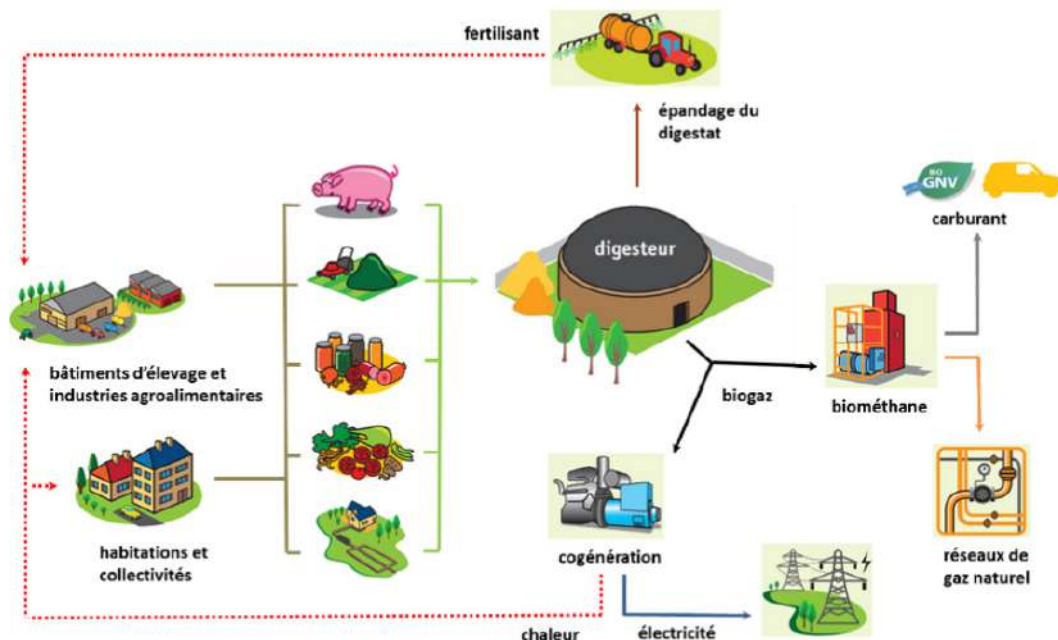 fertilisant
épandage du
digestat
BIO
GNV
carburant
digesteur
bâtiments d'élevage et
industries agroalimentaires
biogaz
biométhane
habitations et
collectivités
cogénération
réseaux de
gaz naturel
chaleur
électricité